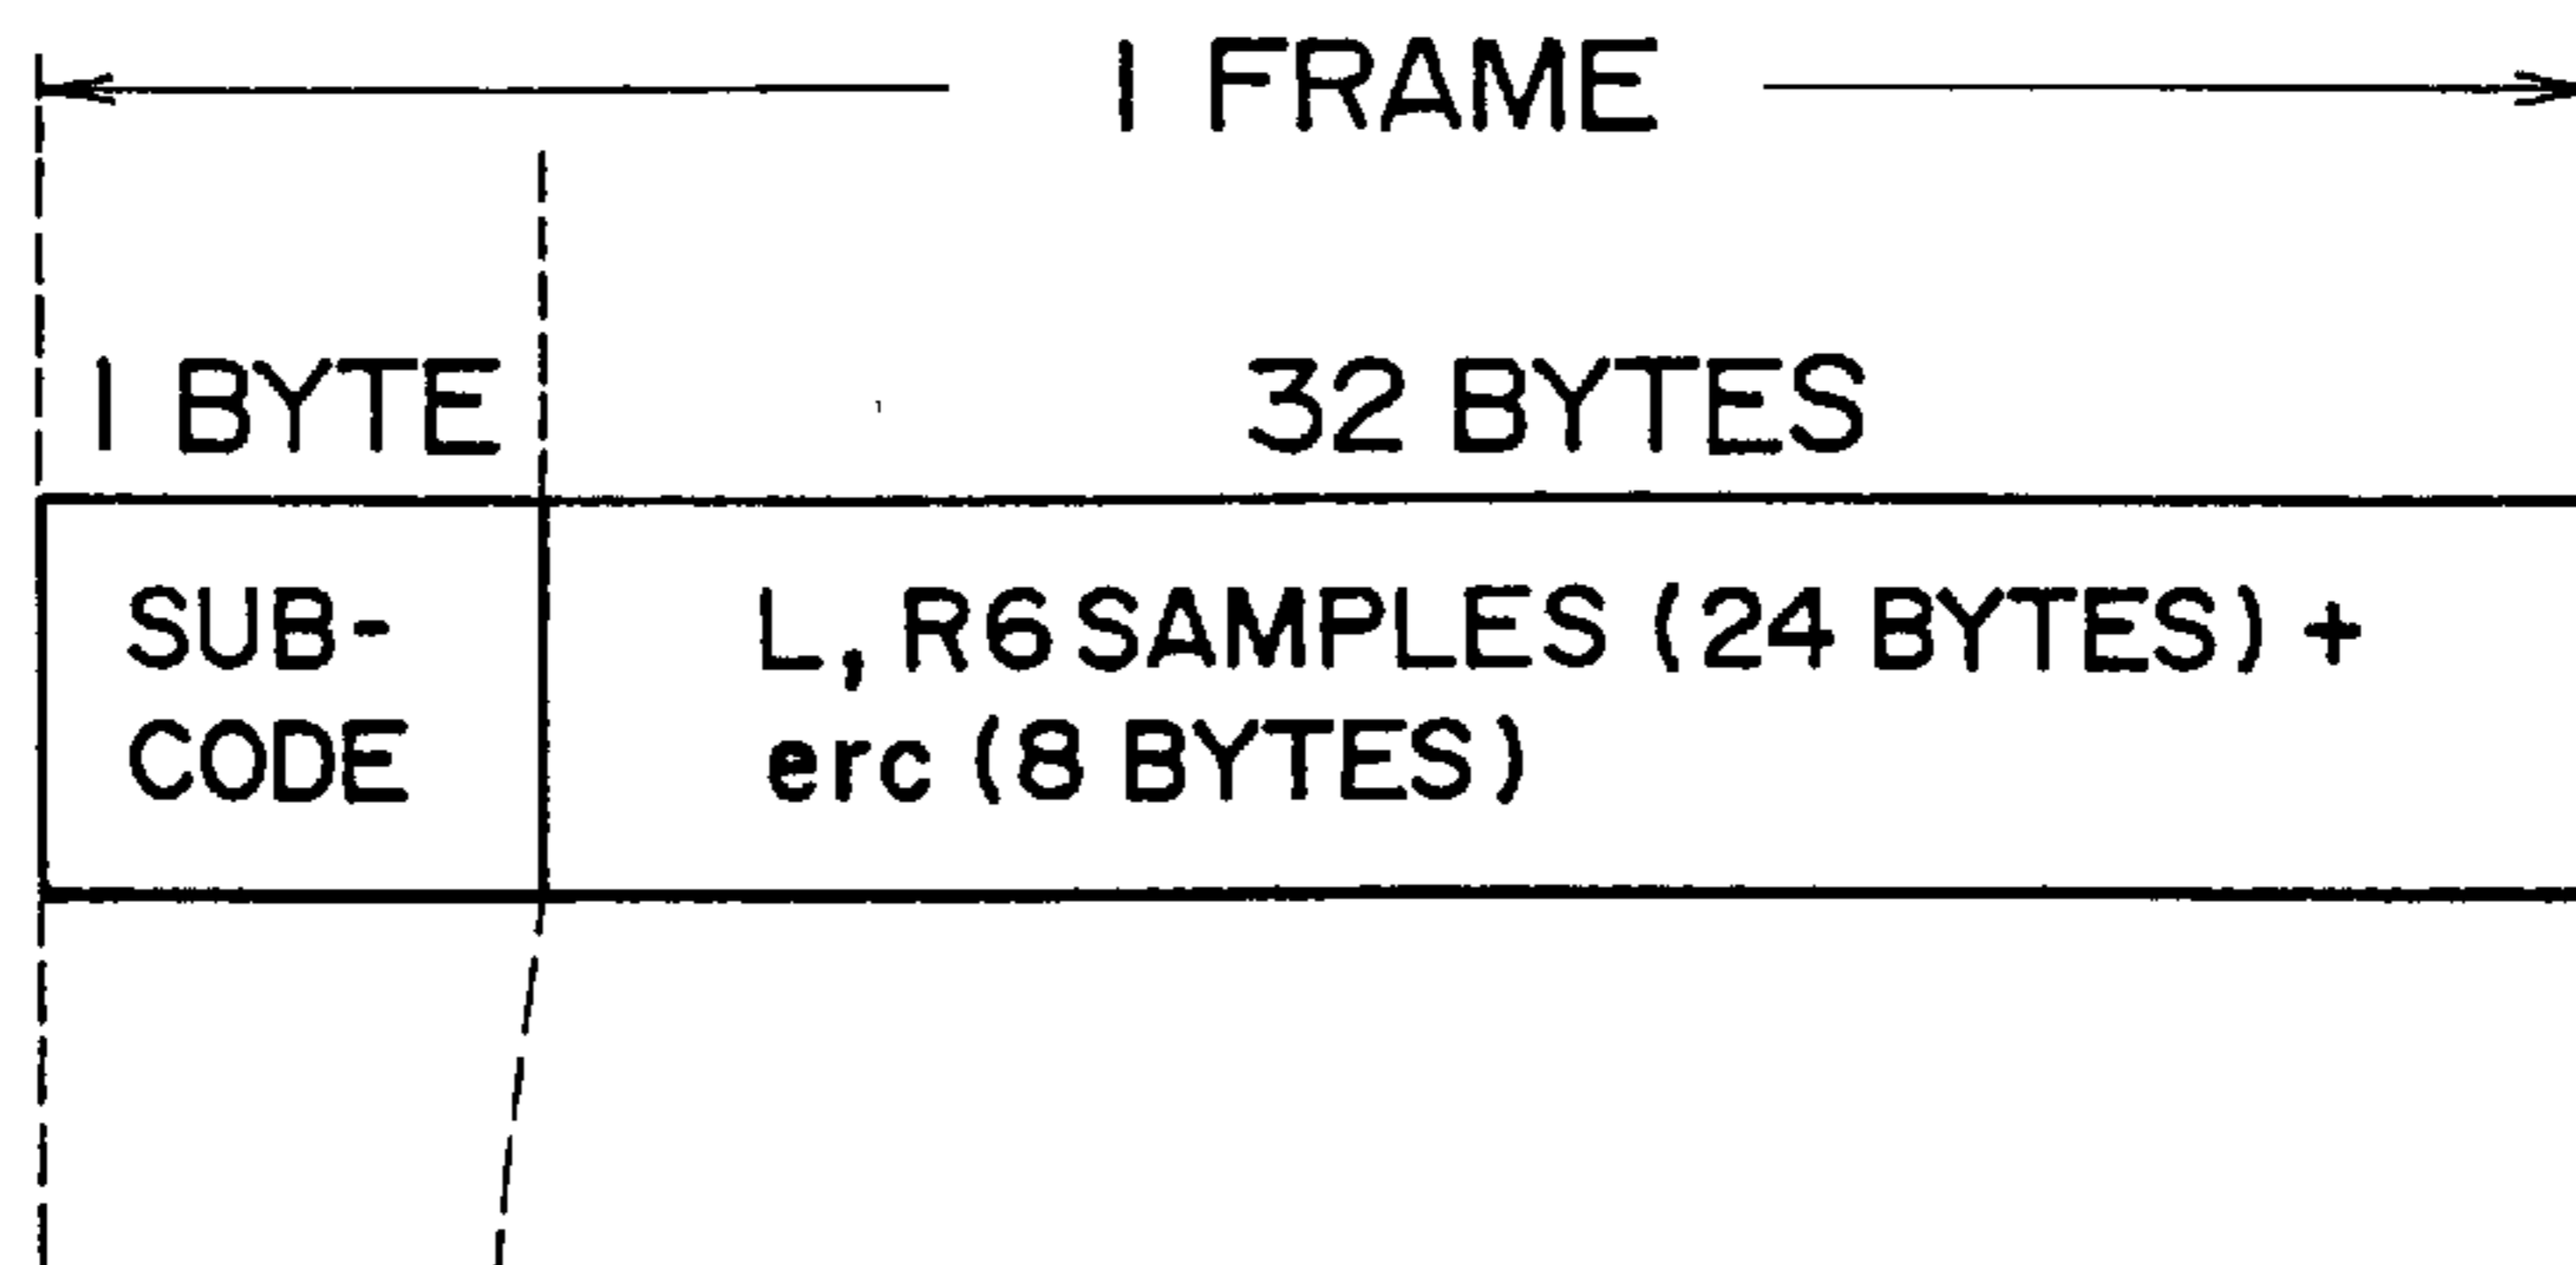 1 FRAME
1 BYTE
32 BYTES
SUB-
CODE
L, R6 SAMPLES (24 BYTES) +
erc (8 BYTES)